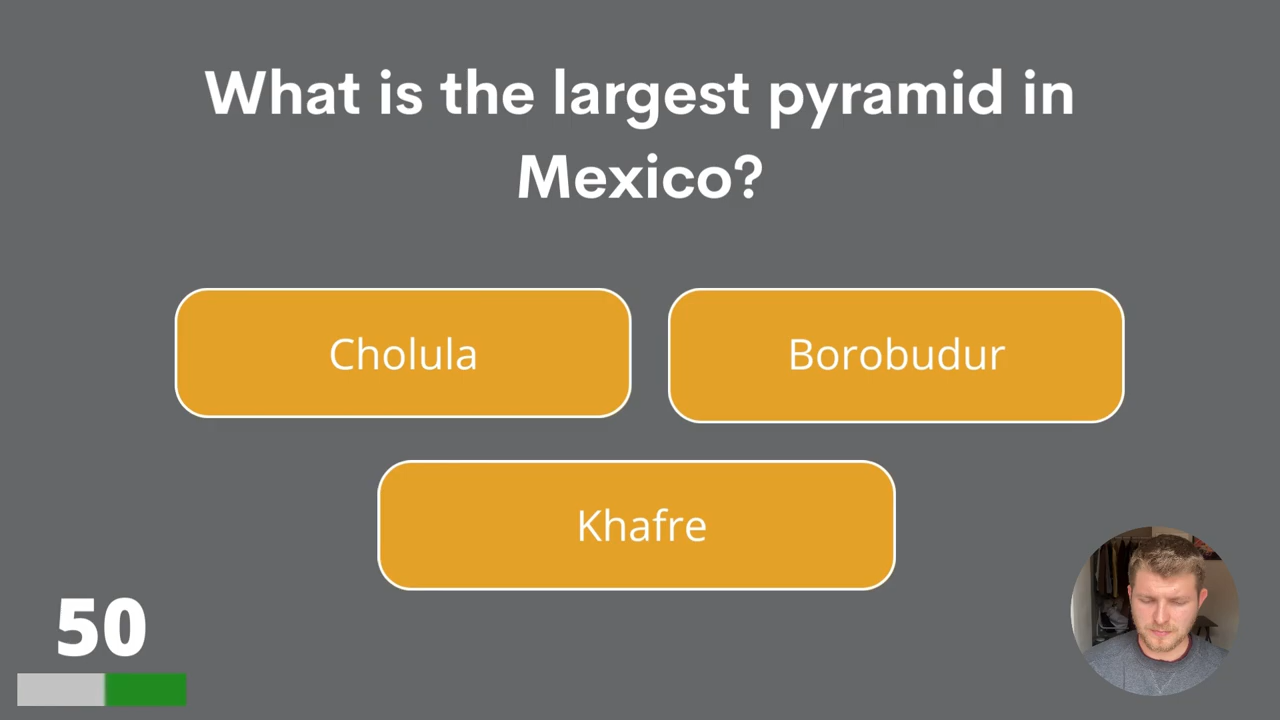 What is the largest pyramid in
Mexico?
Cholula
Borobudur
Khafre
50